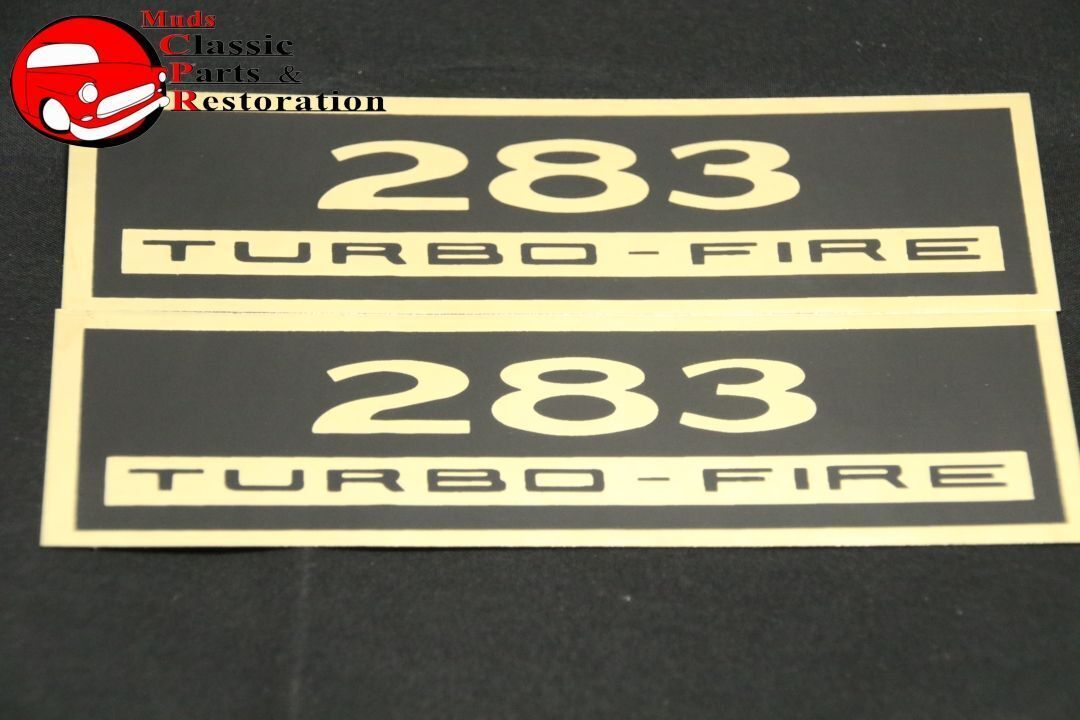 Muds
Classic
Parts &
Restoration
283
TURBO-FIRE
283
TURBO-FIRE